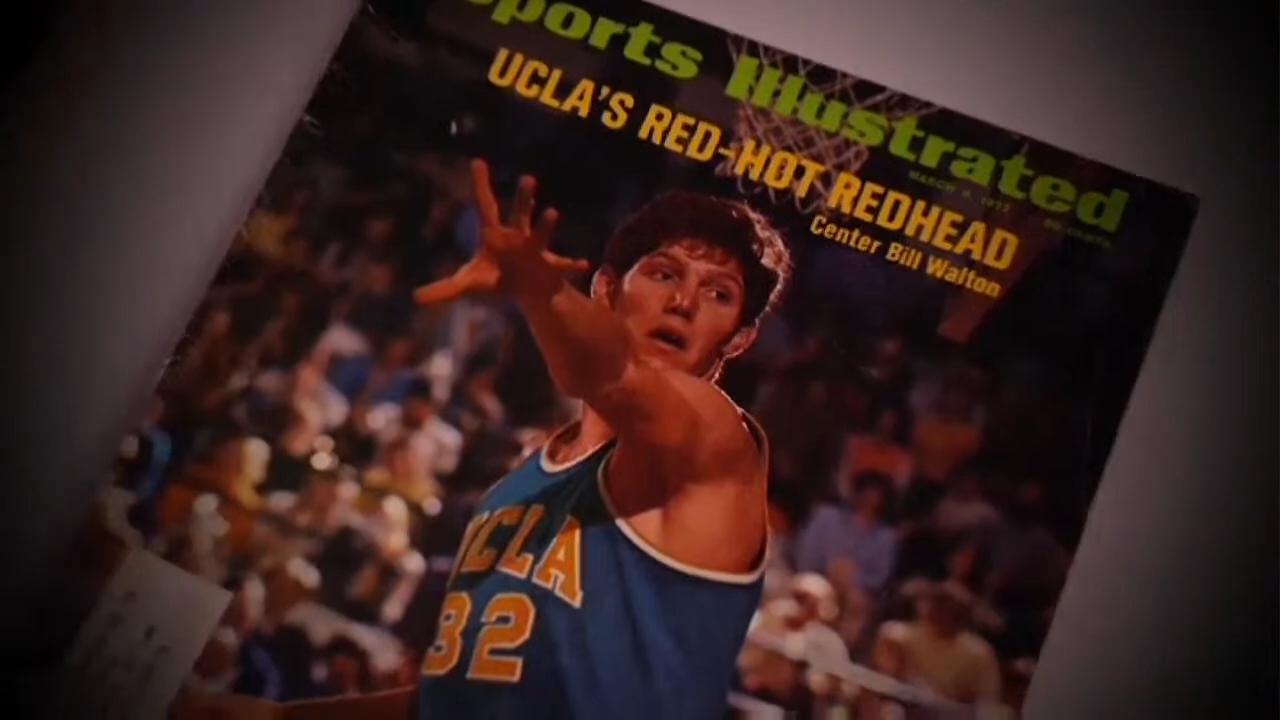 Sports Illustrated
UCLA'S RED-HOT REDHEAD
Center Bill Walton
UCLA
32